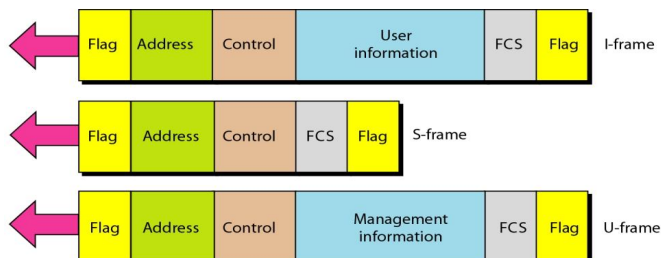 Flag Address Control User information FCS Flag I-frame
Flag Address Control FCS Flag S-frame
Flag Address Control Management information FCS Flag U-frame